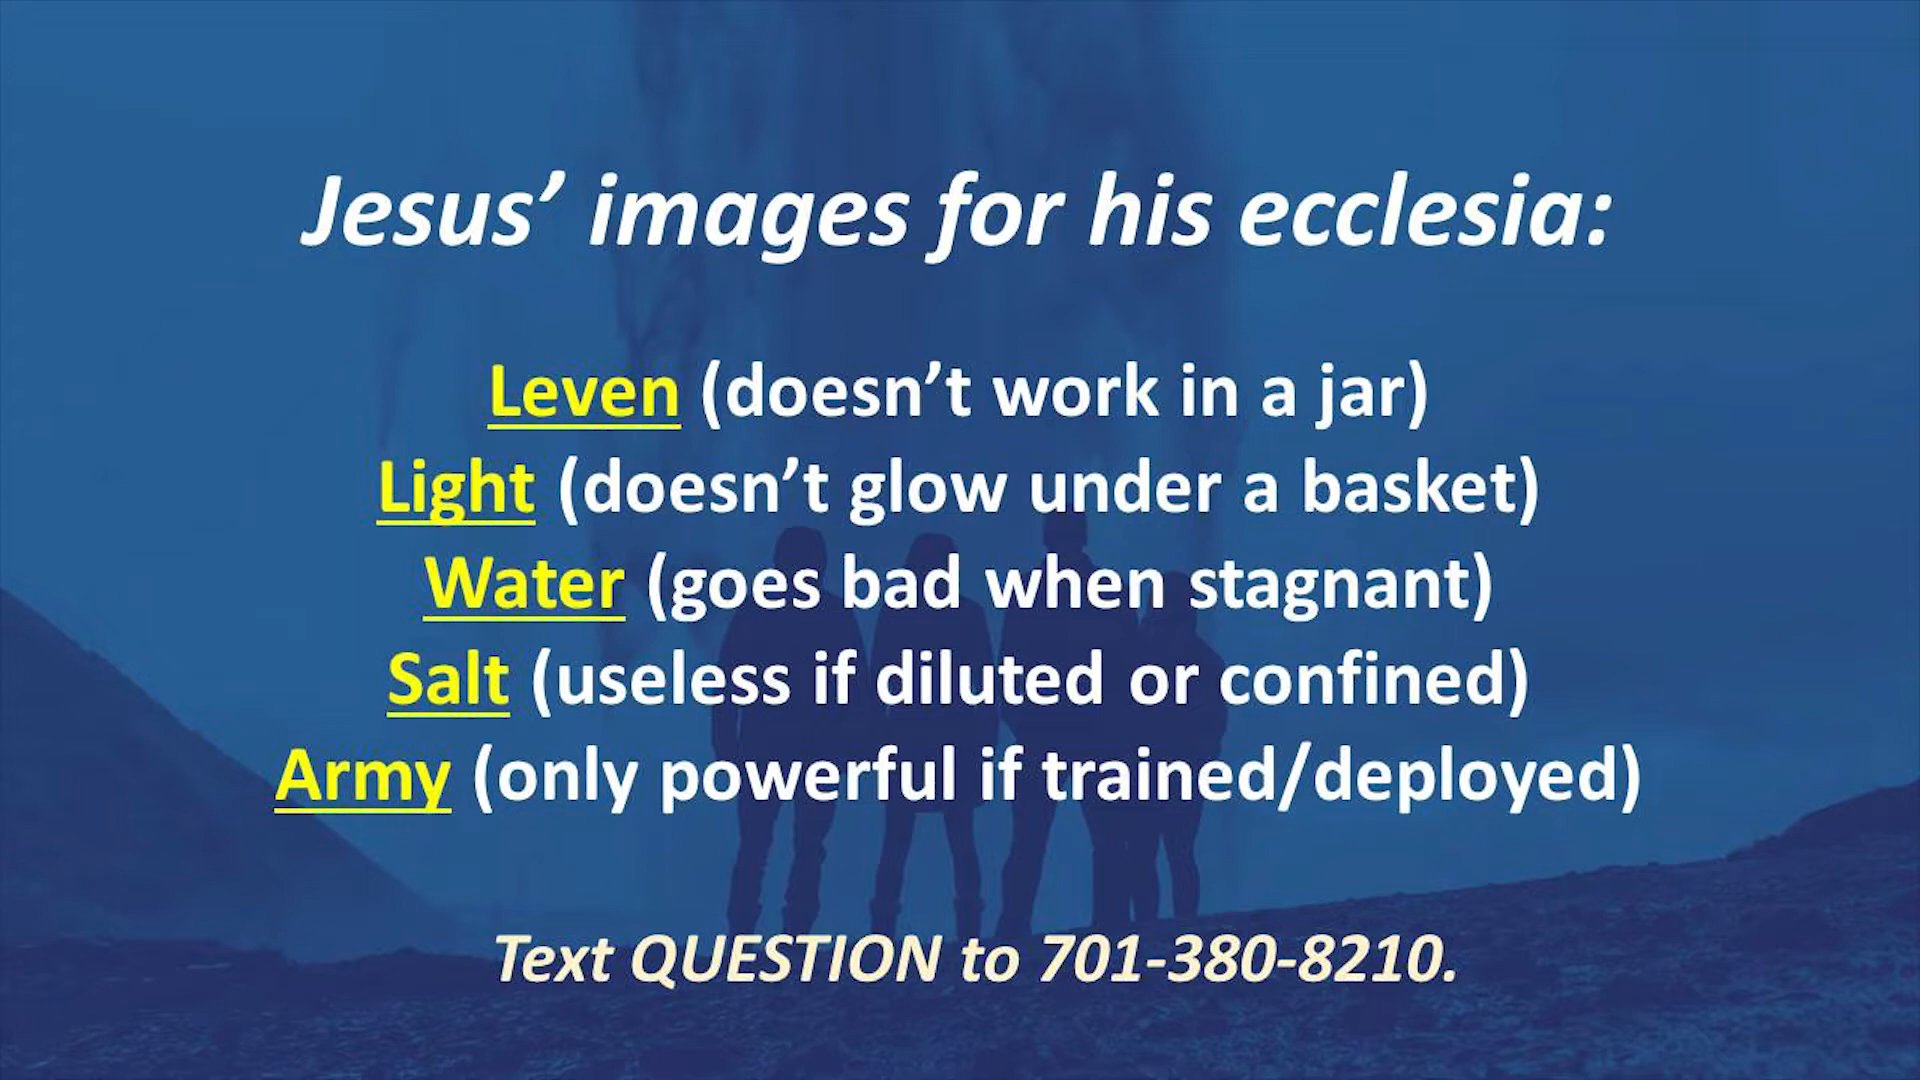 Jesus’ images for his ecclesia:
Leven (doesn’t work in a jar)
Light (doesn’t glow under a basket)
Water (goes bad when stagnant)
Salt (useless if diluted or confined)
Army (only powerful if trained/deployed)
Text QUESTION to 701-380-8210.